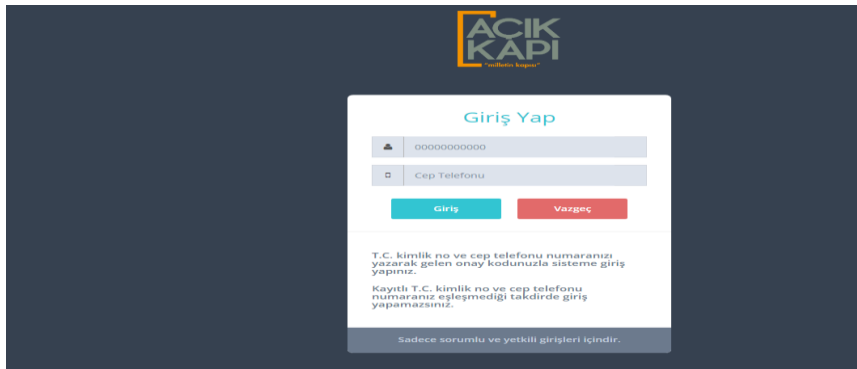 AÇIK
KAPI
"milletin kapısı"
Giriş Yap
00000000000
Cep Telefonu
Giriş
Vazgeç
T.C. kimlik no ve cep telefonu numaranızı
yazarak gelen onay kodunuzla sisteme giriş
yapınız.
Kayıtlı T.C. kimlik no ve cep telefonu
numaranız eşleşmediği takdirde giriş
yapamazsınız.
Sadece sorumlu ve yetkili girişleri içindir.